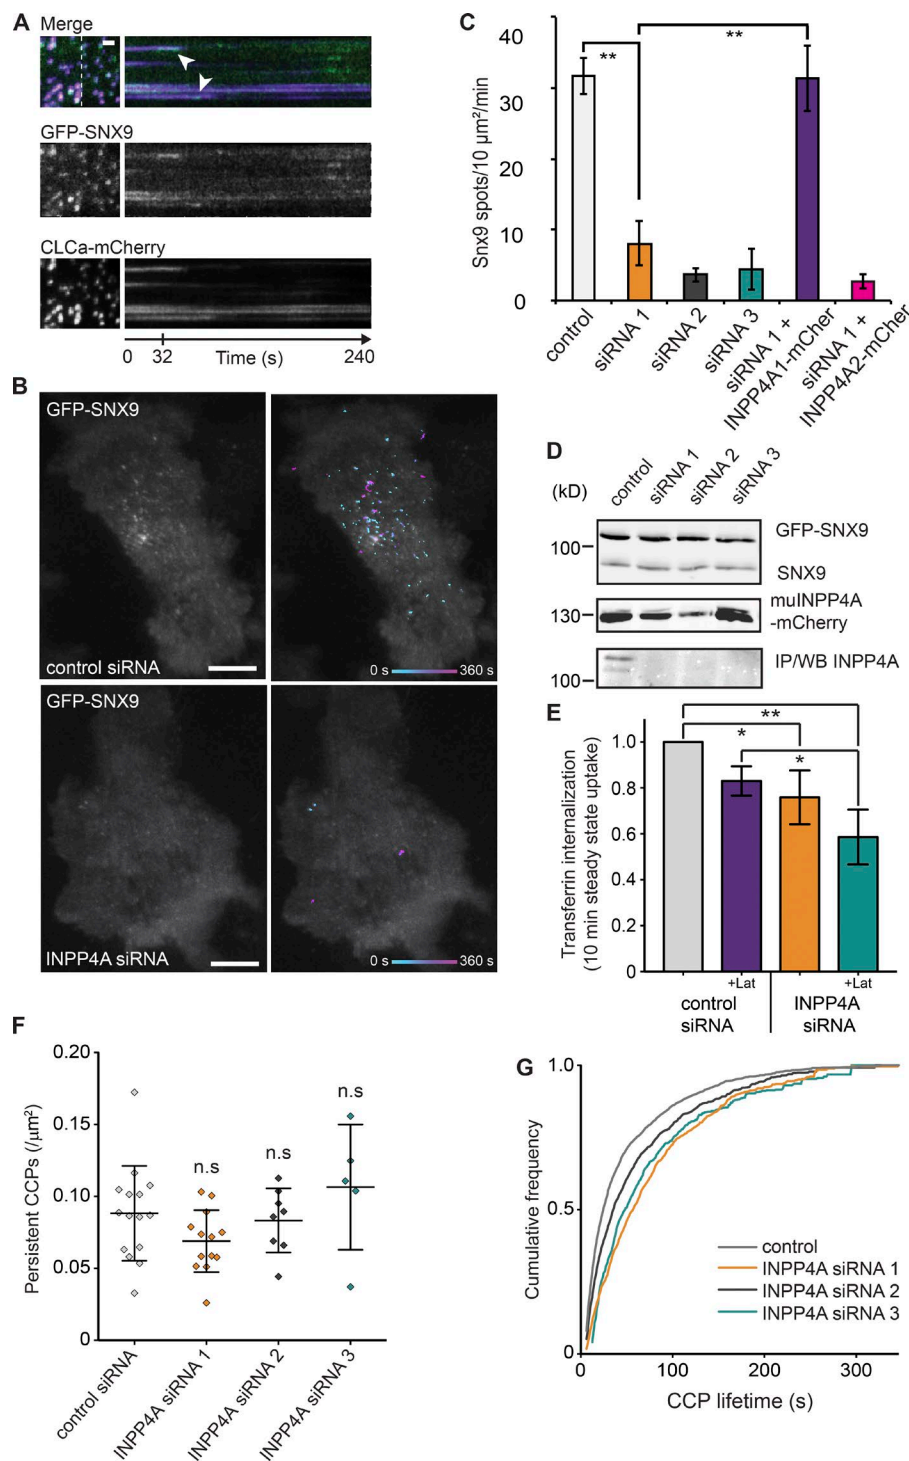 A
Merge
GFP-SNX9
CLCa-mCherry
0 32 Time (s) 240
B
GFP-SNX9
control siRNA
0 s 360 s
GFP-SNX9
INPP4A siRNA
0 s 360 s
C
Snx9 spots/10 µm²/min
40
30
20
10
0
**
**
control
siRNA 1
siRNA 2
siRNA 3
siRNA 1 +
INPP4A1-mCher
siRNA 1 +
INPP4A2-mCher
D
(kD)
control
siRNA 1
siRNA 2
siRNA 3
100
GFP-SNX9
SNX9
130
muINPP4A
-mCherry
100
IP/WB INPP4A
E
Transferrin internalization
(10 min steady state uptake)
1.0
0.8
0.6
0.4
0.2
0
**
*
*
+Lat
+Lat
control
siRNA
INPP4A
siRNA
F
Persistent CCPs (/µm²)
0.20
0.15
0.10
0.05
0
n.s
n.s
n.s
control siRNA
INPP4A siRNA 1
INPP4A siRNA 2
INPP4A siRNA 3
G
Cumulative frequency
1.0
0.5
0
control
INPP4A siRNA 1
INPP4A siRNA 2
INPP4A siRNA 3
0 100 200 300
CCP lifetime (s)